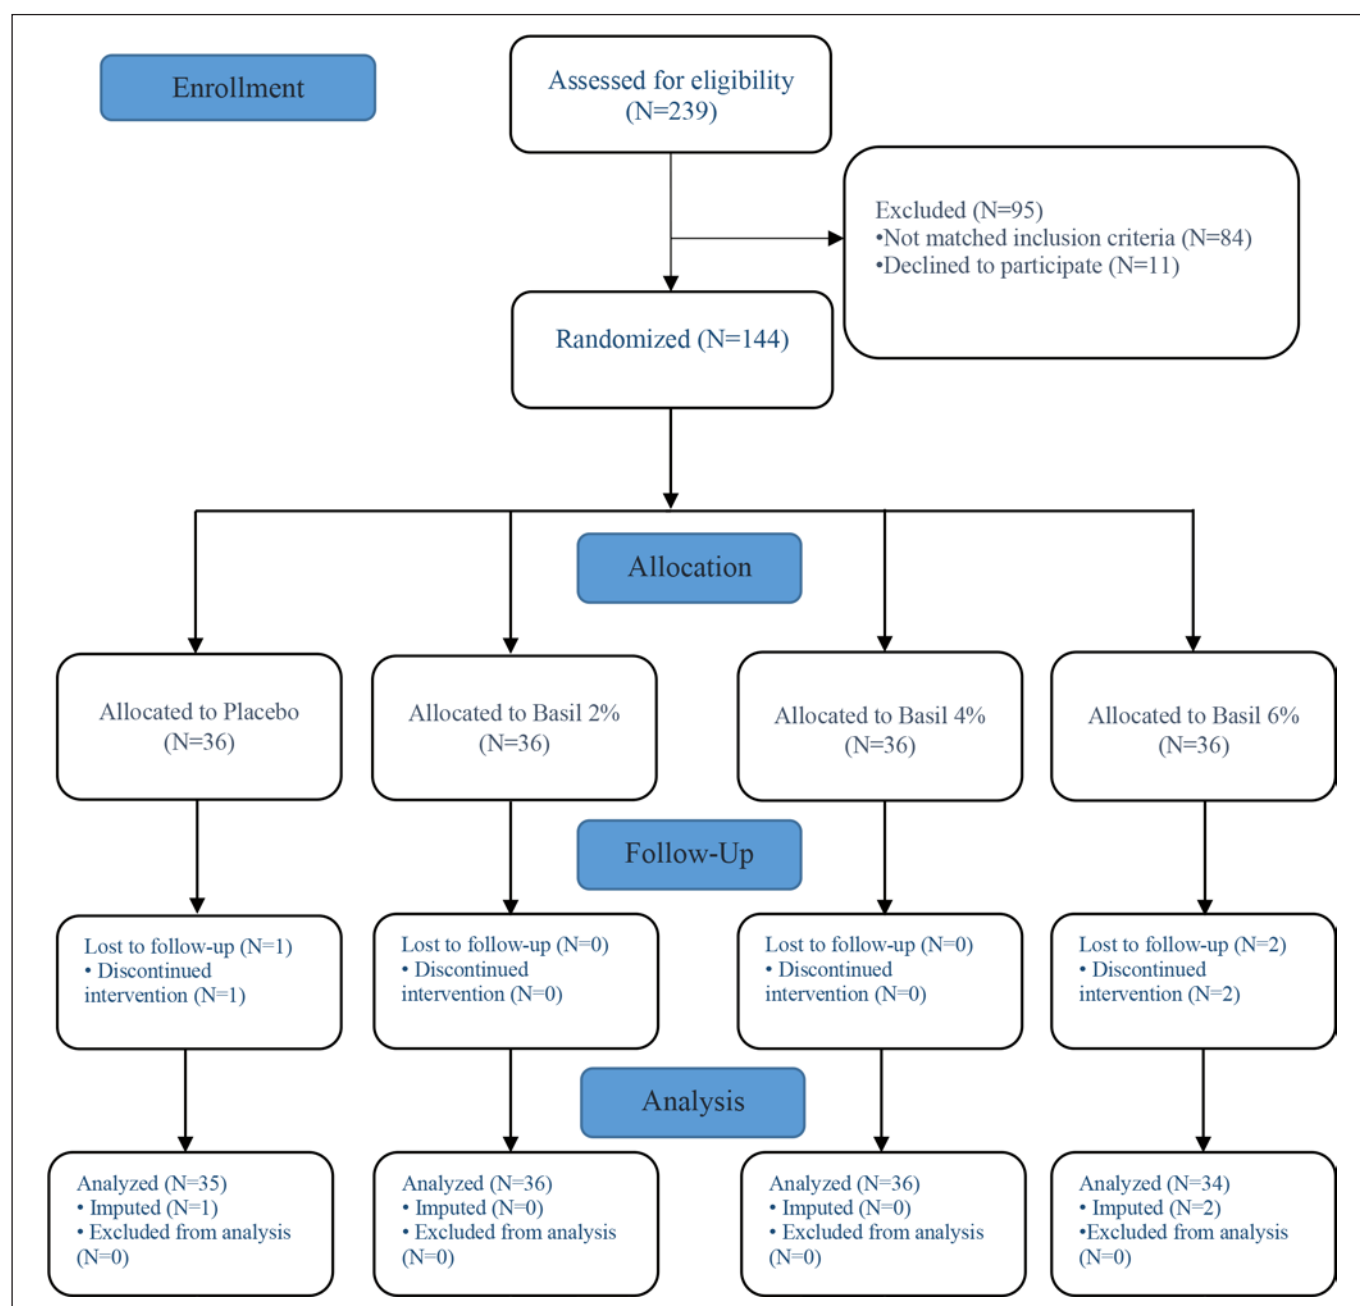 Enrollment
Assessed for eligibility
(N=239)
Excluded (N=95)
•Not matched inclusion criteria (N=84)
•Declined to participate (N=11)
Randomized (N=144)
Allocation
Allocated to Placebo
(N=36)
Allocated to Basil 2%
(N=36)
Allocated to Basil 4%
(N=36)
Allocated to Basil 6%
(N=36)
Follow-Up
Lost to follow-up (N=1)
• Discontinued
intervention (N=1)
Lost to follow-up (N=0)
• Discontinued
intervention (N=0)
Lost to follow-up (N=0)
• Discontinued
intervention (N=0)
Lost to follow-up (N=2)
• Discontinued
intervention (N=2)
Analysis
Analyzed (N=35)
• Imputed (N=1)
• Excluded from analysis
(N=0)
Analyzed (N=36)
• Imputed (N=0)
• Excluded from analysis
(N=0)
Analyzed (N=36)
• Imputed (N=0)
• Excluded from analysis
(N=0)
Analyzed (N=34)
• Imputed (N=2)
•Excluded from analysis
(N=0)